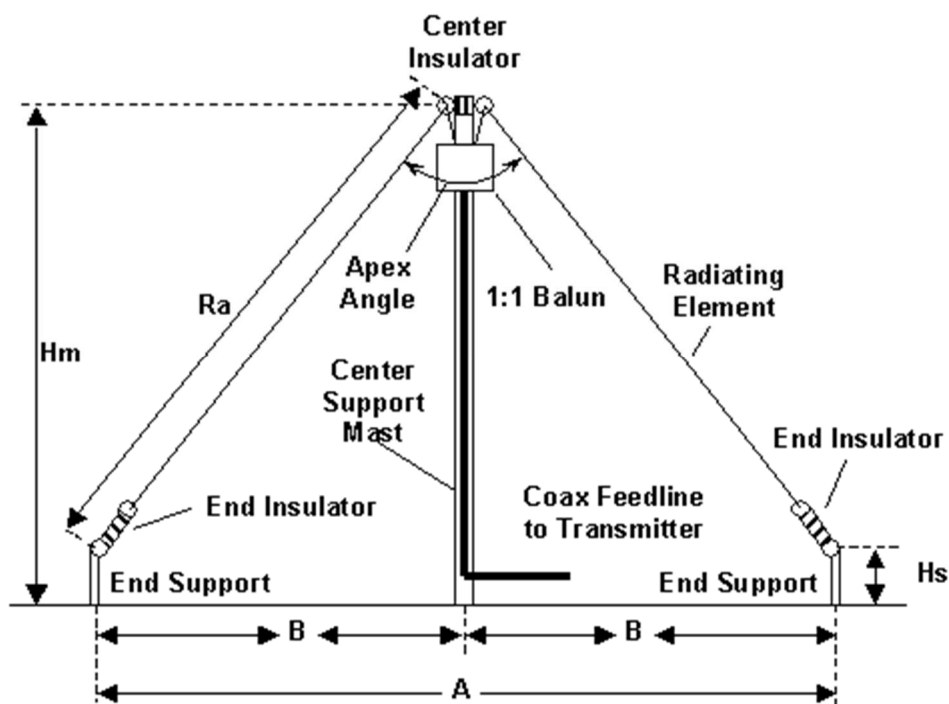 Center
Insulator
Ra
Hm
Apex
Angle
1:1 Balun
Radiating
Element
Center
Support
Mast
End Insulator
End Insulator
Coax Feedline
to Transmitter
End Support
End Support
Hs
B
B
A